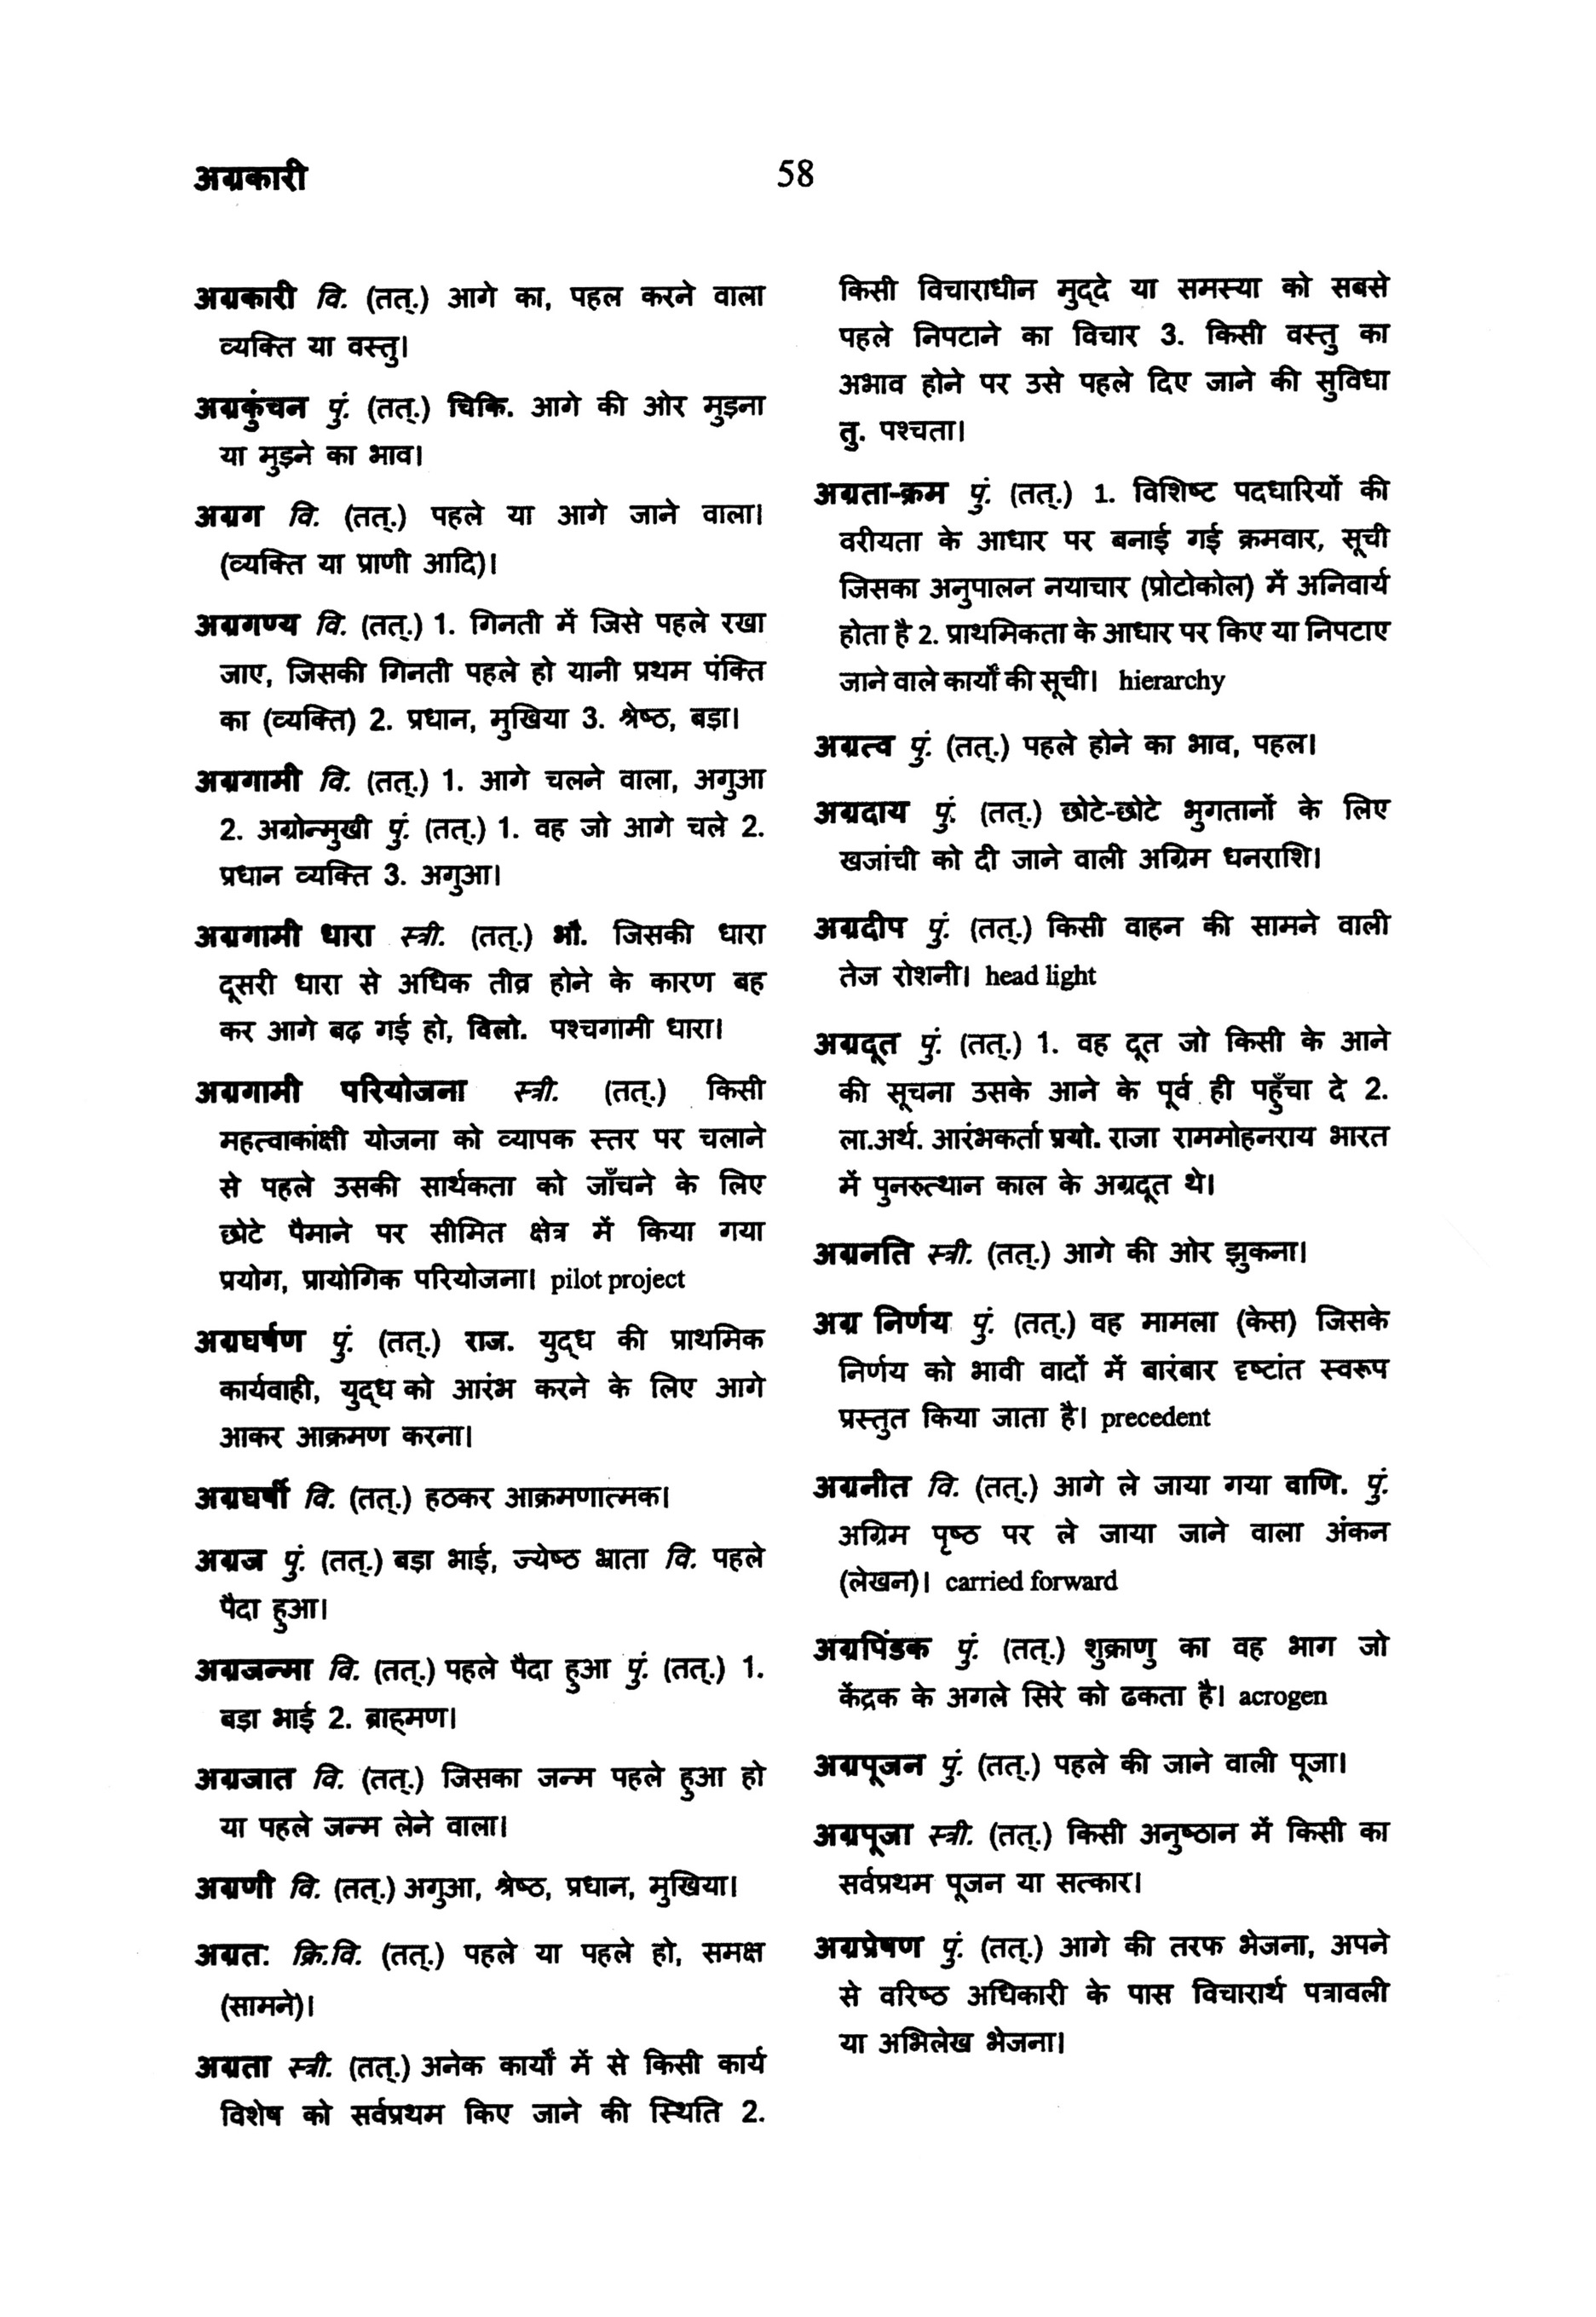 अग्रकारी
58
अग्रकारी वि. (तत्.) आगे का, पहल करने वाला
व्यक्ति या वस्तु।
अग्रकुंचन पुं. (तत्.) चिकि. आगे की ओर मुड़ना
या मुड़ने का भाव।
अग्रग वि. (तत्.) पहले या आगे जाने वाला।
(व्यक्ति या प्राणी आदि)।
अग्रगण्य वि. (तत्.) 1. गिनती में जिसे पहले रखा
जाए, जिसकी गिनती पहले हो यानी प्रथम पंक्ति
का (व्यक्ति) 2. प्रधान, मुखिया 3. श्रेष्ठ, बड़ा।
अग्रगामी वि. (तत्.) 1. आगे चलने वाला, अगुआ
2. अग्रोन्मुखी पुं. (तत्.) 1. वह जो आगे चले 2.
प्रधान व्यक्ति 3. अगुआ।
अग्रगामी धारा स्त्री. (तत्.) भौ. जिसकी धारा
दूसरी धारा से अधिक तीव्र होने के कारण बह
कर आगे बढ़ गई हो, विलो. पश्चगामी धारा।
अग्रगामी परियोजना स्त्री. (तत्.) किसी
महत्वाकांक्षी योजना को व्यापक स्तर पर चलाने
से पहले उसकी सार्थकता को जाँचने के लिए
छोटे पैमाने पर सीमित क्षेत्र में किया गया
प्रयोग, प्रायोगिक परियोजना। pilot project
अग्रघर्षण पुं. (तत्.) राज. युद्ध की प्राथमिक
कार्यवाही, युद्ध को आरंभ करने के लिए आगे
आकर आक्रमण करना।
अग्रघर्षी वि. (तत्.) हठकर आक्रमणात्मक।
अग्रज पुं. (तत्.) बड़ा भाई, ज्येष्ठ भ्राता वि. पहले
पैदा हुआ।
अग्रजन्मा वि. (तत्.) पहले पैदा हुआ पुं. (तत्.) 1.
बड़ा भाई 2. ब्राह्मण।
अग्रजात वि. (तत्.) जिसका जन्म पहले हुआ हो
या पहले जन्म लेने वाला।
अग्रणी वि. (तत्.) अगुआ, श्रेष्ठ, प्रधान, मुखिया।
अग्रत: क्रि.वि. (तत्.) पहले या पहले हो, समक्ष
(सामने)।
अग्रता स्त्री. (तत्.) अनेक कार्यों में से किसी कार्य
विशेष को सर्वप्रथम किए जाने की स्थिति 2.
किसी विचाराधीन मुद्दे या समस्या को सबसे
पहले निपटाने का विचार 3. किसी वस्तु का
अभाव होने पर उसे पहले दिए जाने की सुविधा
तु. पश्चता।
अग्रता-क्रम पुं. (तत्.) 1. विशिष्ट पदधारियों की
वरीयता के आधार पर बनाई गई क्रमवार, सूची
जिसका अनुपालन नयाचार (प्रोटोकोल) में अनिवार्य
होता है 2. प्राथमिकता के आधार पर किए या निपटाए
जाने वाले कार्यों की सूची। hierarchy
अग्रत्व पुं. (तत्.) पहले होने का भाव, पहल।
अग्रदाय पुं. (तत्.) छोटे-छोटे भुगतानों के लिए
खजांची को दी जाने वाली अग्रिम धनराशि।
अग्रदीप पुं. (तत्.) किसी वाहन की सामने वाली
तेज रोशनी। head light
अग्रदूत पुं. (तत्.) 1. वह दूत जो किसी के आने
की सूचना उसके आने के पूर्व ही पहुँचा दे 2.
ला.अर्थ. आरंभकर्ता प्रयो. राजा राममोहनराय भारत
में पुनरुत्थान काल के अग्रदूत थे।
अग्रनति स्त्री. (तत्.) आगे की ओर झुकना।
अग्र निर्णय पुं. (तत्.) वह मामला (केस) जिसके
निर्णय को भावी वादों में बारंबार दृष्टांत स्वरूप
प्रस्तुत किया जाता है। precedent
अग्रनीत वि. (तत्.) आगे ले जाया गया वाणि. पुं.
अग्रिम पृष्ठ पर ले जाया जाने वाला अंकन
(लेखन)। carried forward
अग्रपिंडक पुं. (तत्.) शुक्राणु का वह भाग जो
केंद्रक के अगले सिरे को ढकता है। acrogen
अग्रपूजन पुं. (तत्.) पहले की जाने वाली पूजा।
अग्रपूजा स्त्री. (तत्.) किसी अनुष्ठान में किसी का
सर्वप्रथम पूजन या सत्कार।
अग्रप्रेषण पुं. (तत्.) आगे की तरफ भेजना, अपने
से वरिष्ठ अधिकारी के पास विचारार्थ पत्रावली
या अभिलेख भेजना।